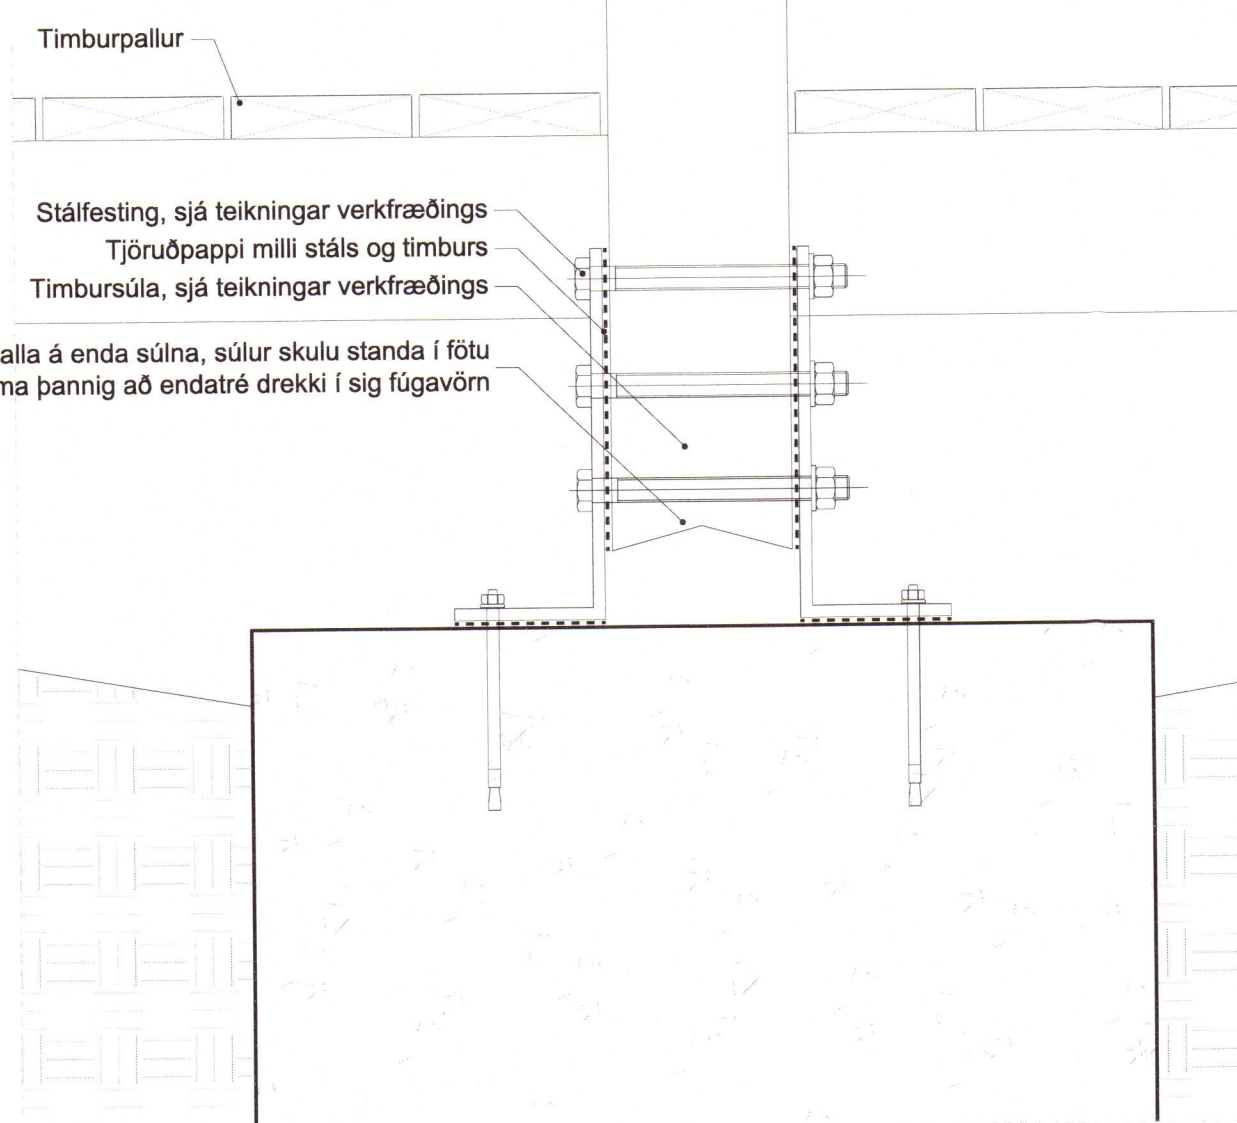 Timburpallur
Stálfesting, sjá teikningar verkfræðings
Tjöruðpappi milli stáls og timburs
Timbursúla, sjá teikningar verkfræðings
alla á enda súlna, súlur skulu standa í fötu
þannig að endatré drekki í sig fúgavörn